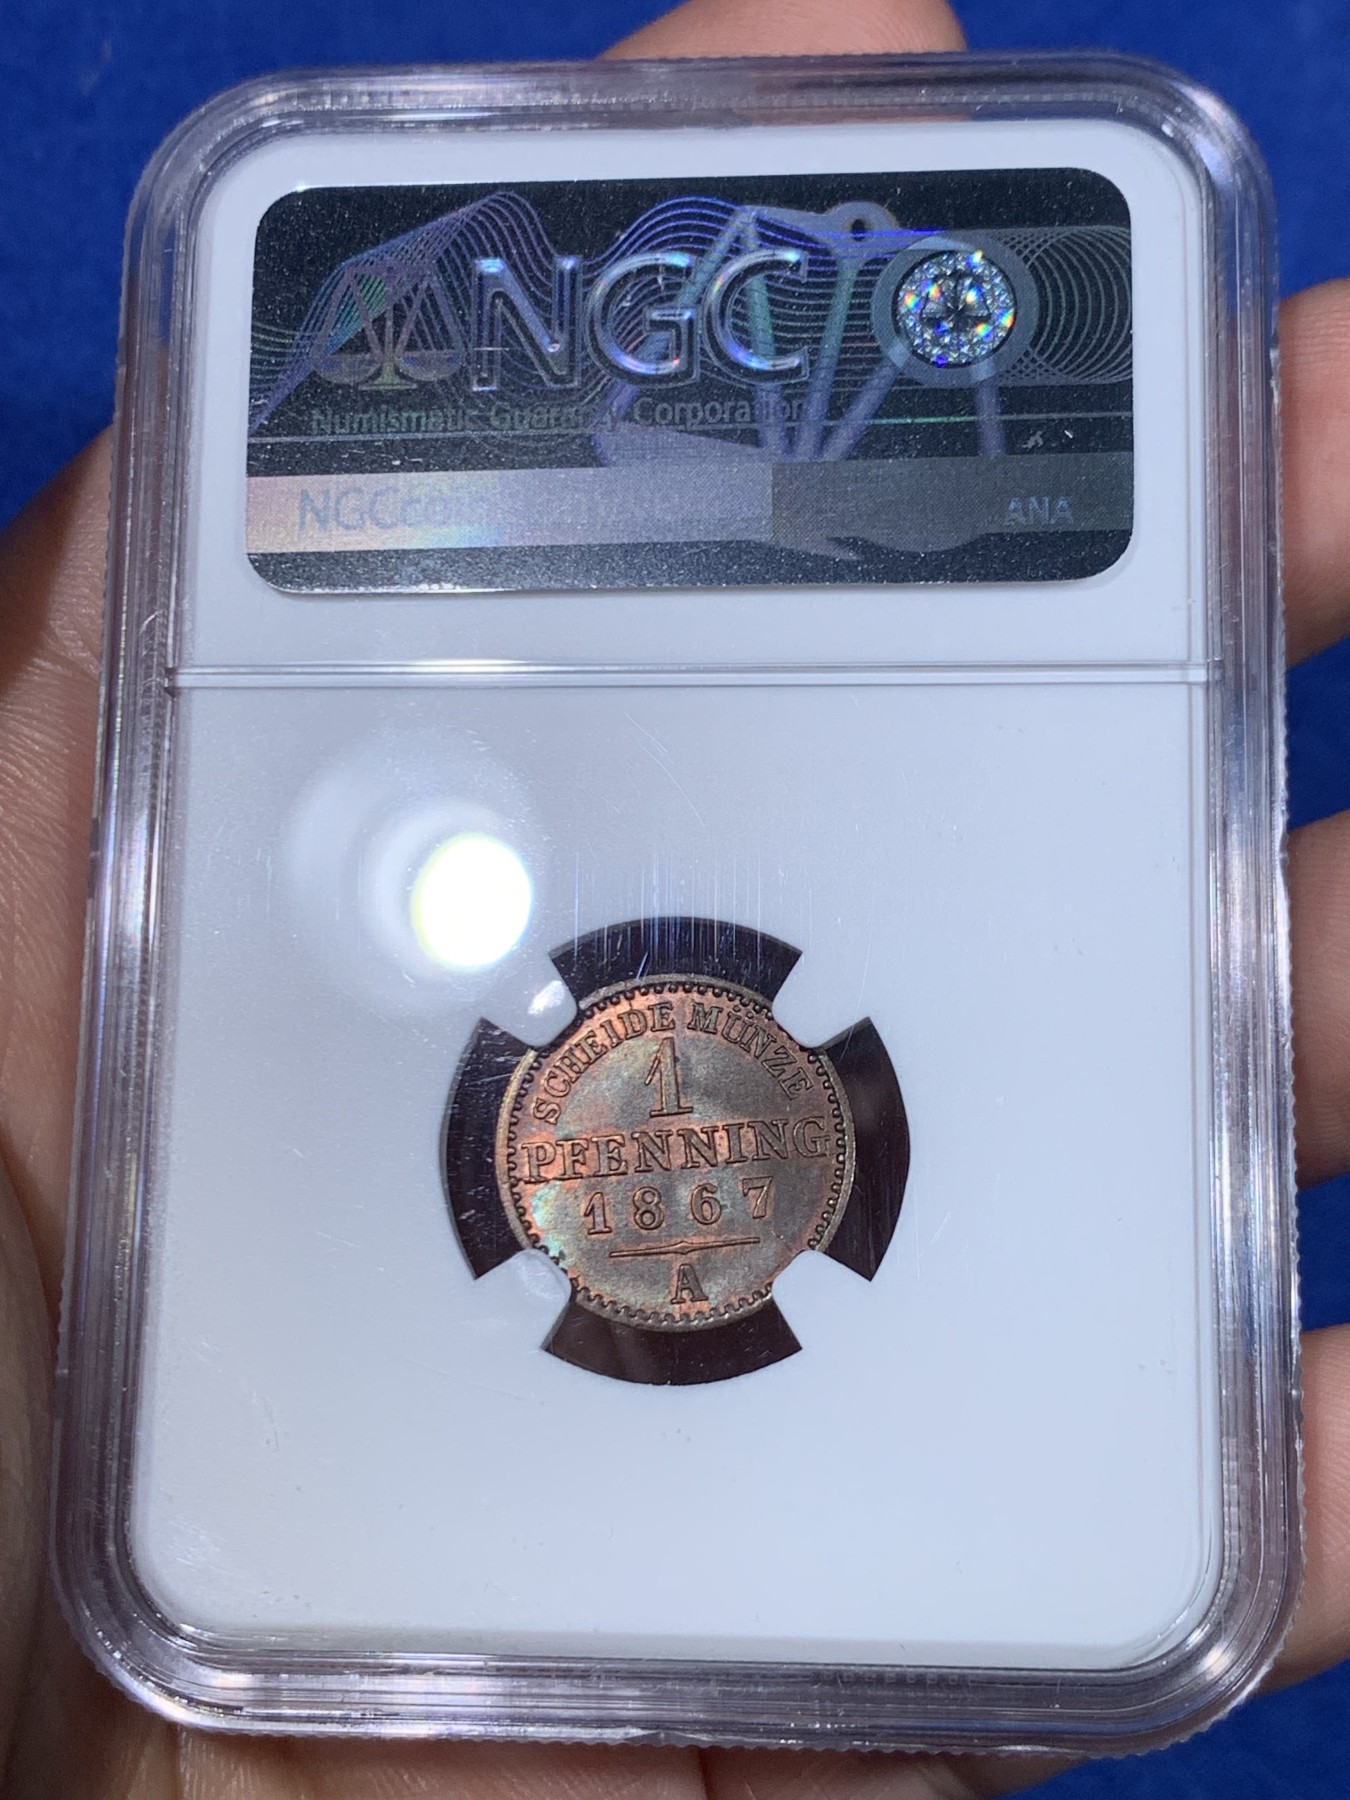 NGC
Numismatic Guaranty Corporation
NGCcoin
ANA
SCHEIDE MÜNZE
1
PFENNING
1867
A